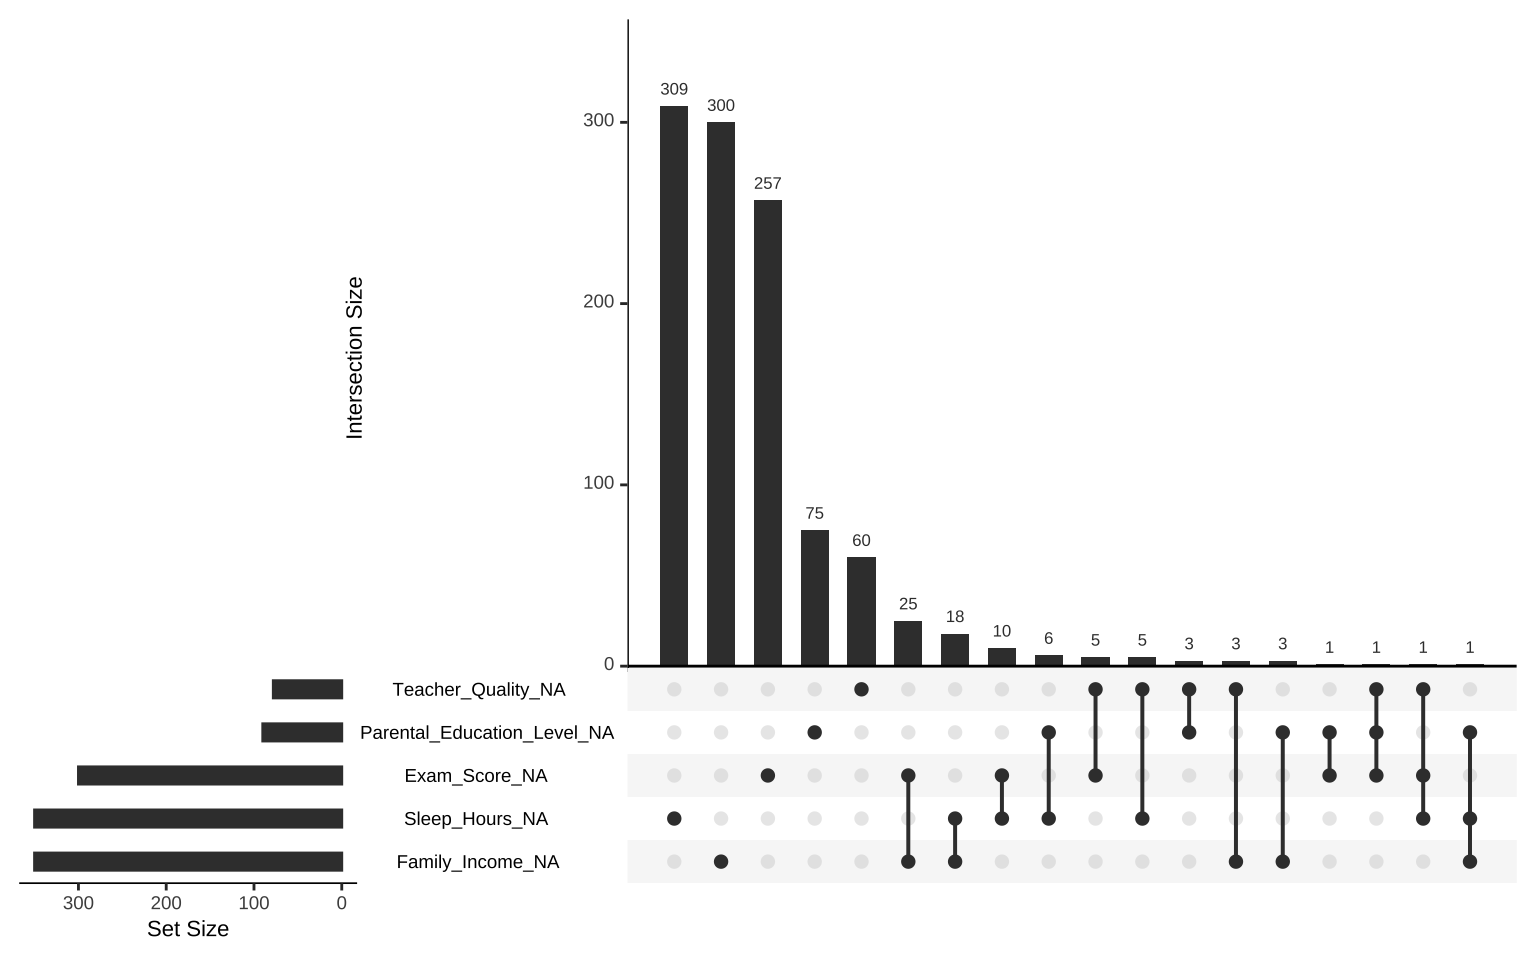 309
300
257
75
60
25
18
10
6
5
5
3
3
3
1
1
1
1
300
200
100
0
Intersection Size
Teacher_Quality_NA
Parental_Education_Level_NA
Exam_Score_NA
Sleep_Hours_NA
Family_Income_NA
300 200 100 0
Set Size